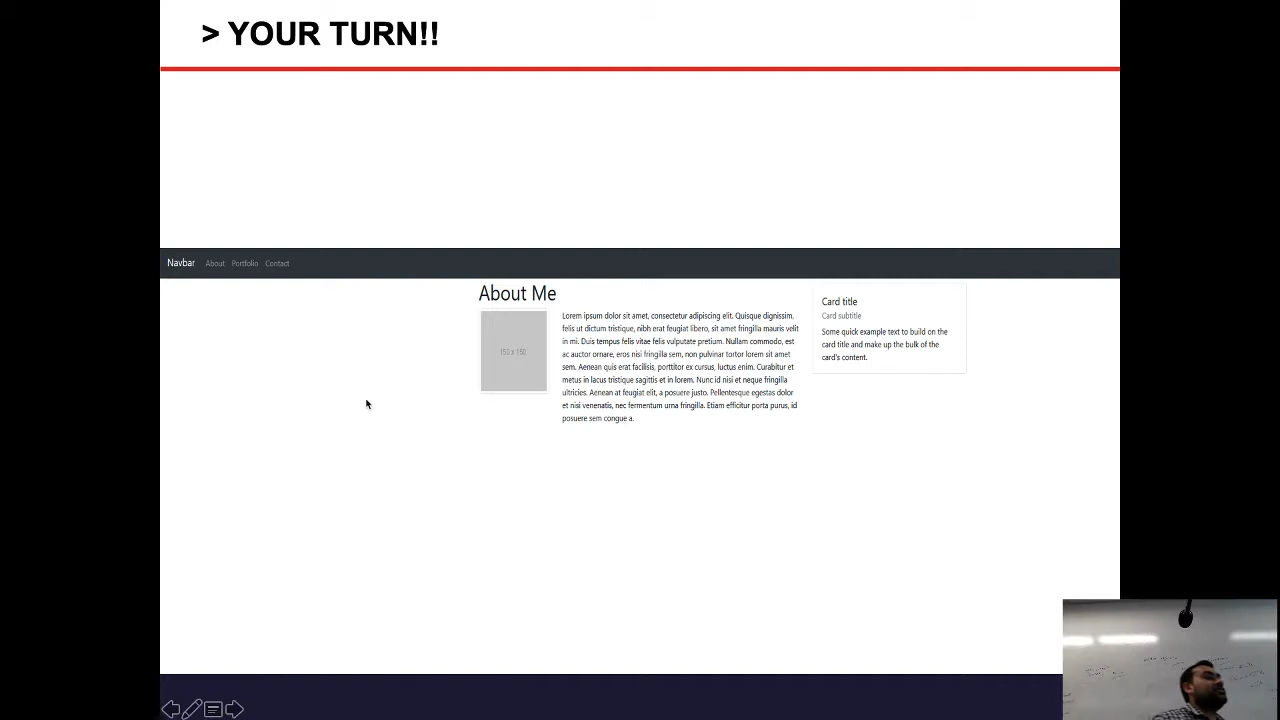 > YOUR TURN!!
Navbar About Portfolio Contact
About Me
150 x 150
Lorem ipsum dolor sit amet, consectetur adipiscing elit. Quisque dignissim,
felis ut dictum tristique, nibh erat feugiat libero, sit amet fringilla mauris velit
in mi. Duis tempus felis vitae felis vulputate pretium. Nullam commodo, est
ac auctor ornare, eros nisi fringilla sem, non pulvinar tortor lorem sit amet
sem. Aenean quis erat facilisis, porttitor ex cursus, luctus enim. Curabitur et
metus in lacus tristique sagittis et in lorem. Nunc id nisi et neque fringilla
ultricies. Aenean at feugiat elit, a posuere justo. Pellentesque egestas dolor
et nisi venenatis, nec fermentum urna fringilla. Etiam efficitur porta purus, id
posuere sem congue a.
Card title
Card subtitle
Some quick example text to build on the
card title and make up the bulk of the
card's content.